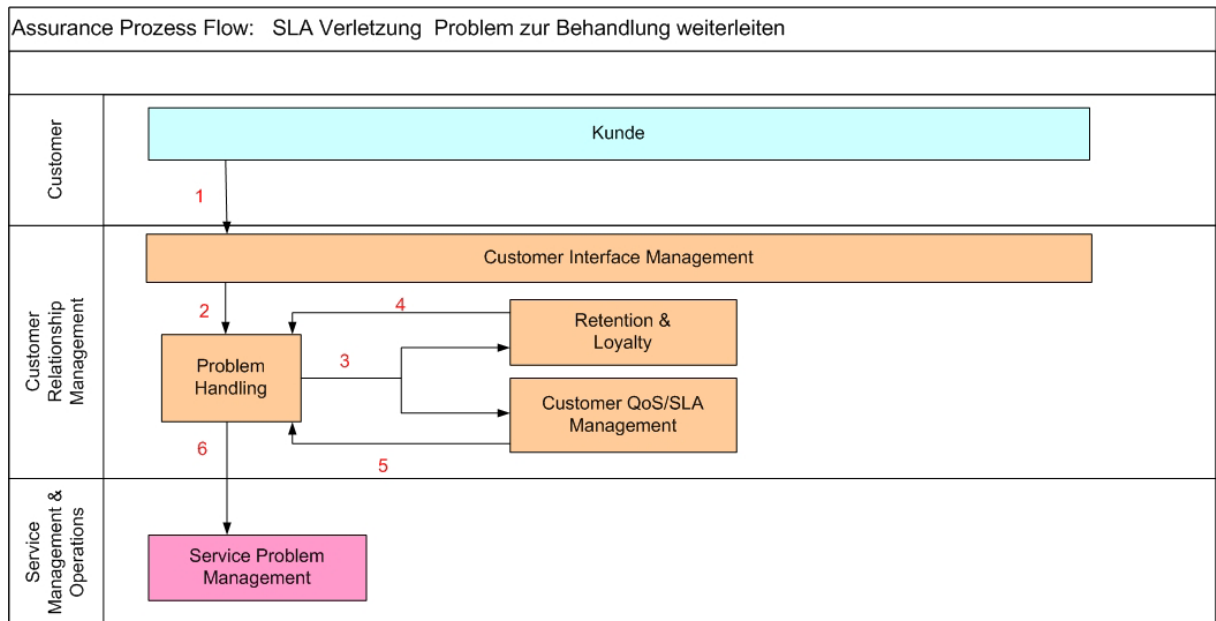 Assurance Prozess Flow:   SLA Verletzung  Problem zur Behandlung weiterleiten
Customer
Kunde
1
Customer
Relationship
Management
Customer Interface Management
2
4
Retention &
Loyalty
Problem
Handling
3
Customer QoS/SLA
Management
6
5
Service
Management &
Operations
Service Problem
Management